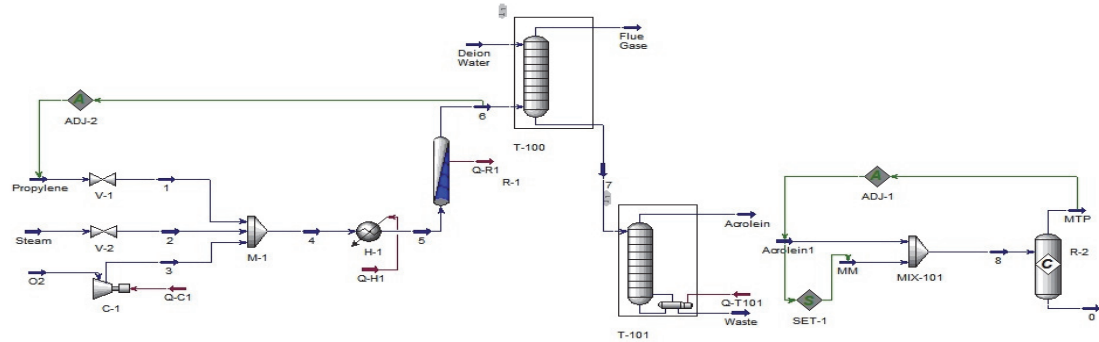 Deion
Water
Flue
Gase
T-100
ADJ-2
6
Propylene
V-1
1
Q-R1
R-1
Steam
V-2
2
M-1
4
H-1
5
O2
3
C-1
Q-C1
Q-H1
7
Acrolein
Q-T101
Waste
T-101
ADJ-1
MTP
Acrolein1
MM
MIX-101
8
R-2
C
S
SET-1
0
A
A